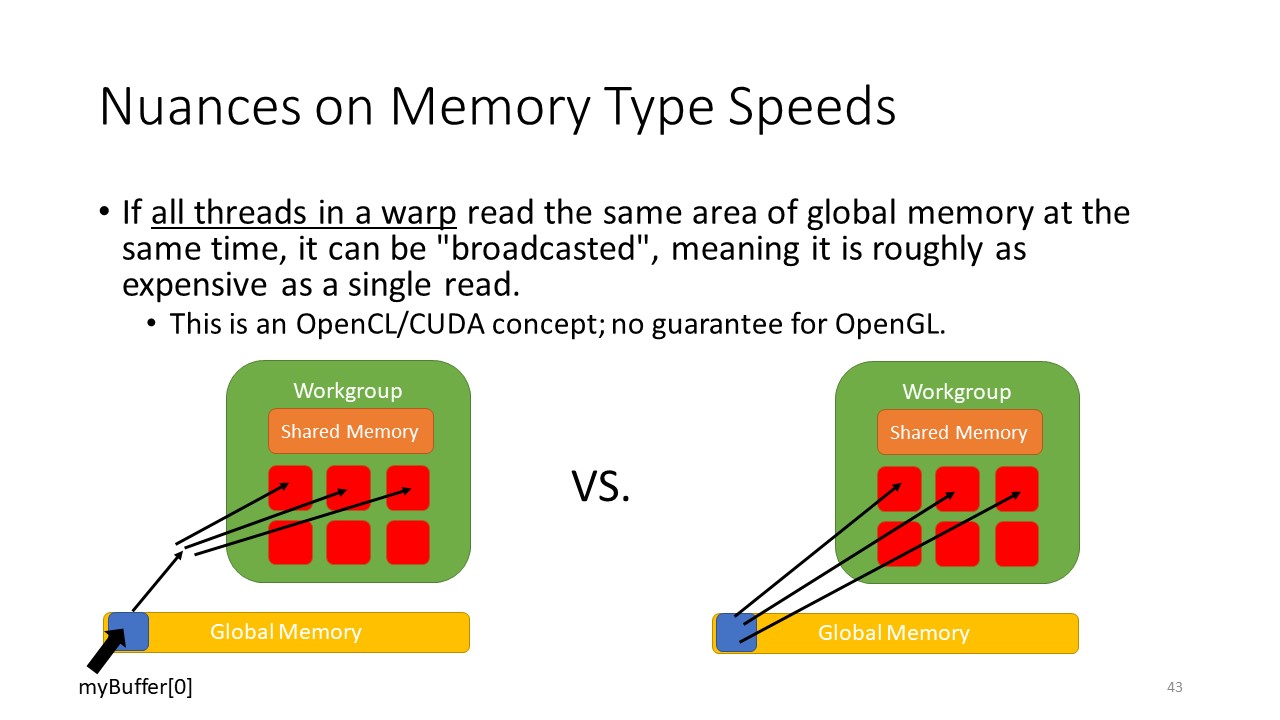 Nuances on Memory Type Speeds
• If all threads in a warp read the same area of global memory at the
same time, it can be "broadcasted", meaning it is roughly as
expensive as a single read.
• This is an OpenCL/CUDA concept; no guarantee for OpenGL.
Workgroup
Shared Memory
Global Memory
myBuffer[0]
VS.
Workgroup
Shared Memory
Global Memory
43